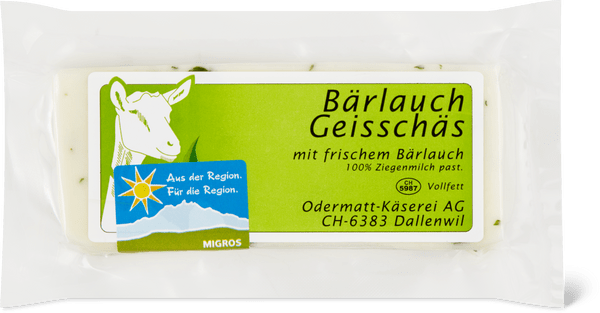 Bärlauch
Geisschäs
mit frischem Bärlauch
100% Ziegenmilch past.
CH
5987
Vollfett
Odermatt-Käserei AG
CH-6383 Dallenwil
Aus der Region.
Für die Region.
MIGROS